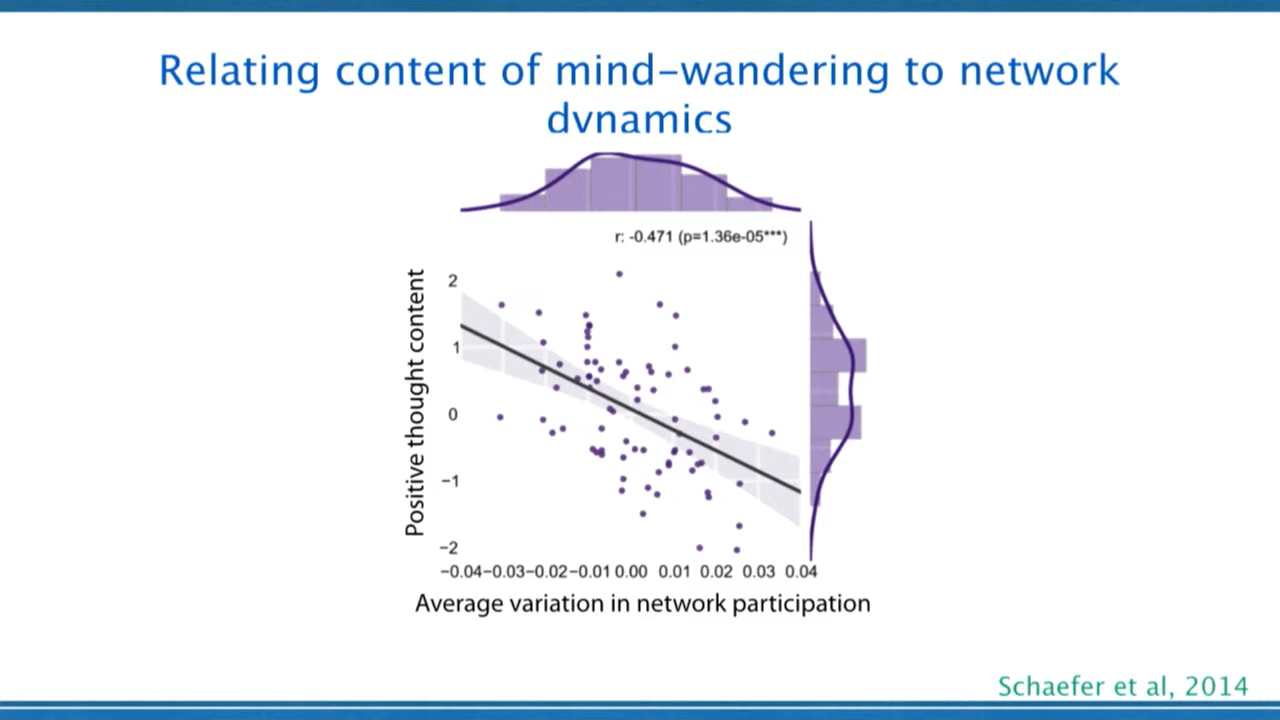 Relating content of mind-wandering to network
dynamics
r: -0.471 (p=1.36e-05***)
Positive thought content
2
1
0
−1
−2
−0.04 −0.03 −0.02 −0.01 0.00 0.01 0.02 0.03 0.04
Average variation in network participation
Schaefer et al, 2014